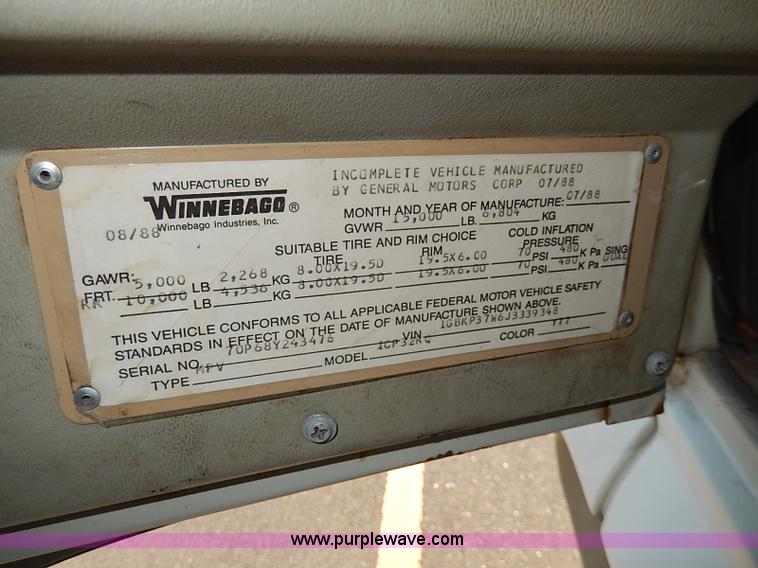 MANUFACTURED BY
WINNEBAGO®
Winnebago Industries, Inc.
08/88
INCOMPLETE VEHICLE MANUFACTURED
BY GENERAL MOTORS CORP 07/88
MONTH AND YEAR OF MANUFACTURE: 07/88
GVWR 15,000 LB. 6,804 KG
SUITABLE TIRE AND RIM CHOICE
COLD INFLATION
TIRE RIM PRESSURE
GAWR:
FRT. 5,000 LB 2,268 KG 8.00X19.5D 19.5X6.00 70 PSI 480 K Pa SING
RR 10,000 LB 4,536 KG 8.00X19.5D 19.5X6.00 70 PSI 480 K Pa DUAL
THIS VEHICLE CONFORMS TO ALL APPLICABLE FEDERAL MOTOR VEHICLE SAFETY
STANDARDS IN EFFECT ON THE DATE OF MANUFACTURE SHOWN ABOVE.
SERIAL NO. 70P68Y243476 VIN 1GBKP37W6J3339348
TYPE MPV MODEL COLOR Y77
www.purplewave.com